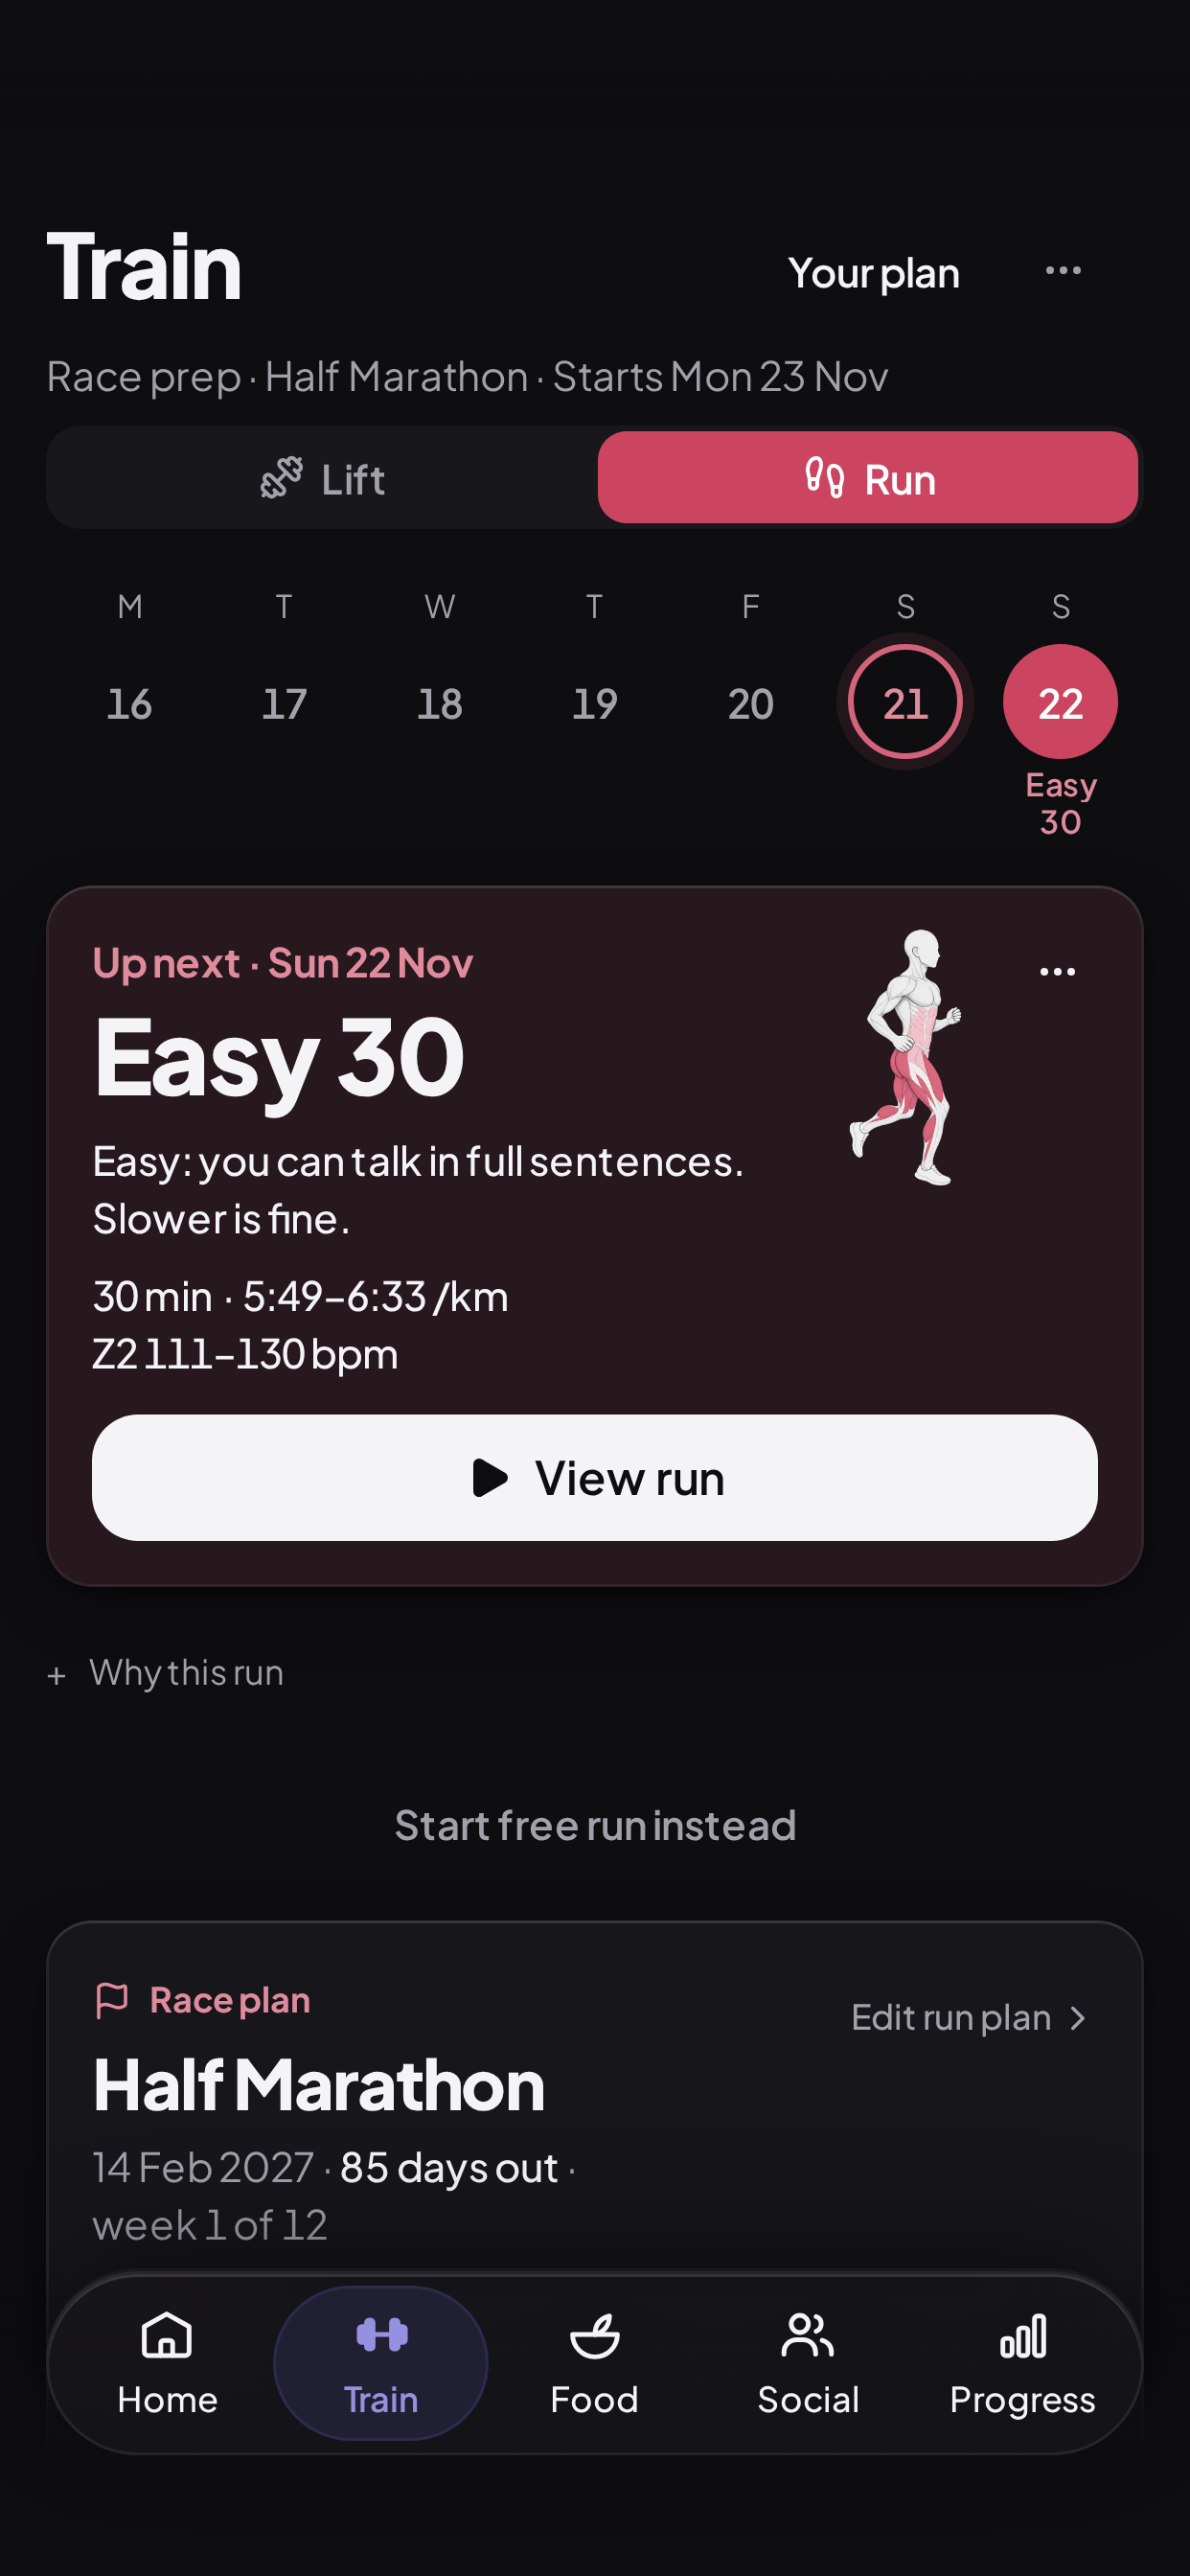 Train
Your plan
Race prep · Half Marathon · Starts Mon 23 Nov
Lift
Run
M T W T F S S
16 17 18 19 20 21 22
Easy
30
Up next · Sun 22 Nov
Easy 30
Easy: you can talk in full sentences.
Slower is fine.
30 min · 5:49–6:33 /km
Z2 111–130 bpm
View run
+ Why this run
Start free run instead
Race plan
Edit run plan
Half Marathon
14 Feb 2027 · 85 days out ·
week 1 of 12
Home
Train
Food
Social
Progress